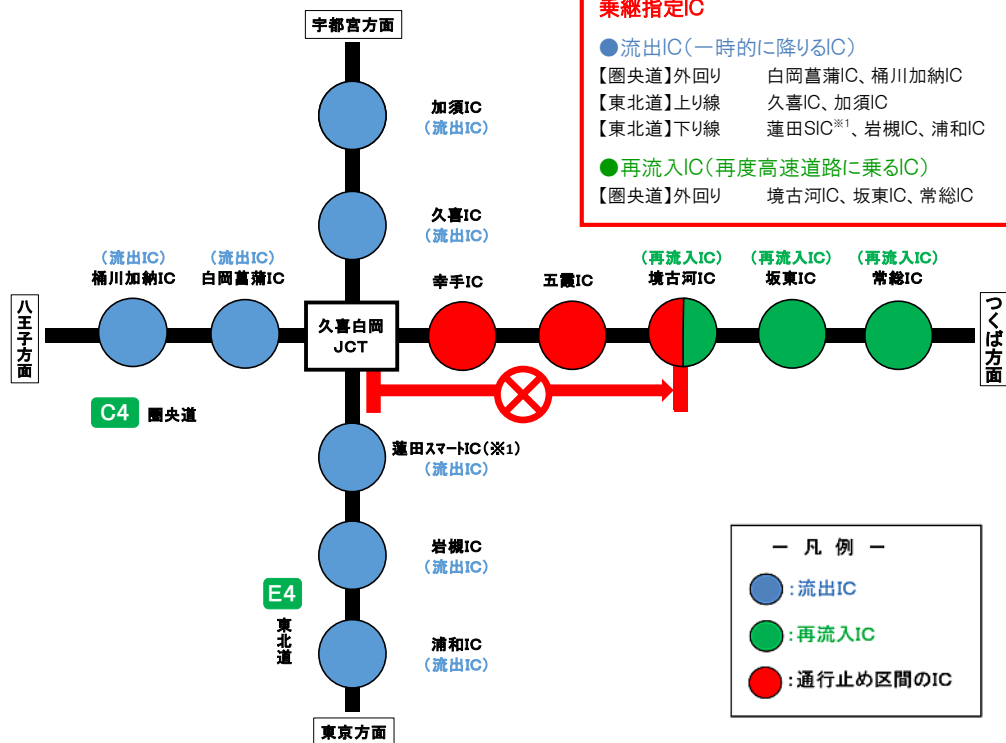 乗継指定IC
●流出IC(一時的に降りるIC)
【圏央道】外回り 白岡菖蒲IC、桶川加納IC
【東北道】上り線 久喜IC、加須IC
【東北道】下り線 蓮田SIC※1、岩槻IC、浦和IC
●再流入IC(再度高速道路に乗るIC)
【圏央道】外回り 境古河IC、坂東IC、常総IC
宇都宮方面
加須IC
(流出IC)
久喜IC
(流出IC)
(流出IC)
桶川加納IC
(流出IC)
白岡菖蒲IC
幸手IC
五霞IC
(再流入IC)
境古河IC
(再流入IC)
坂東IC
(再流入IC)
常総IC
八王子方面
久喜白岡
JCT
つくば方面
C4 圏央道
蓮田スマートIC(※1)
(流出IC)
岩槻IC
(流出IC)
E4
東北道
浦和IC
(流出IC)
東京方面
- 凡 例 -
:流出IC
:再流入IC
:通行止め区間のIC